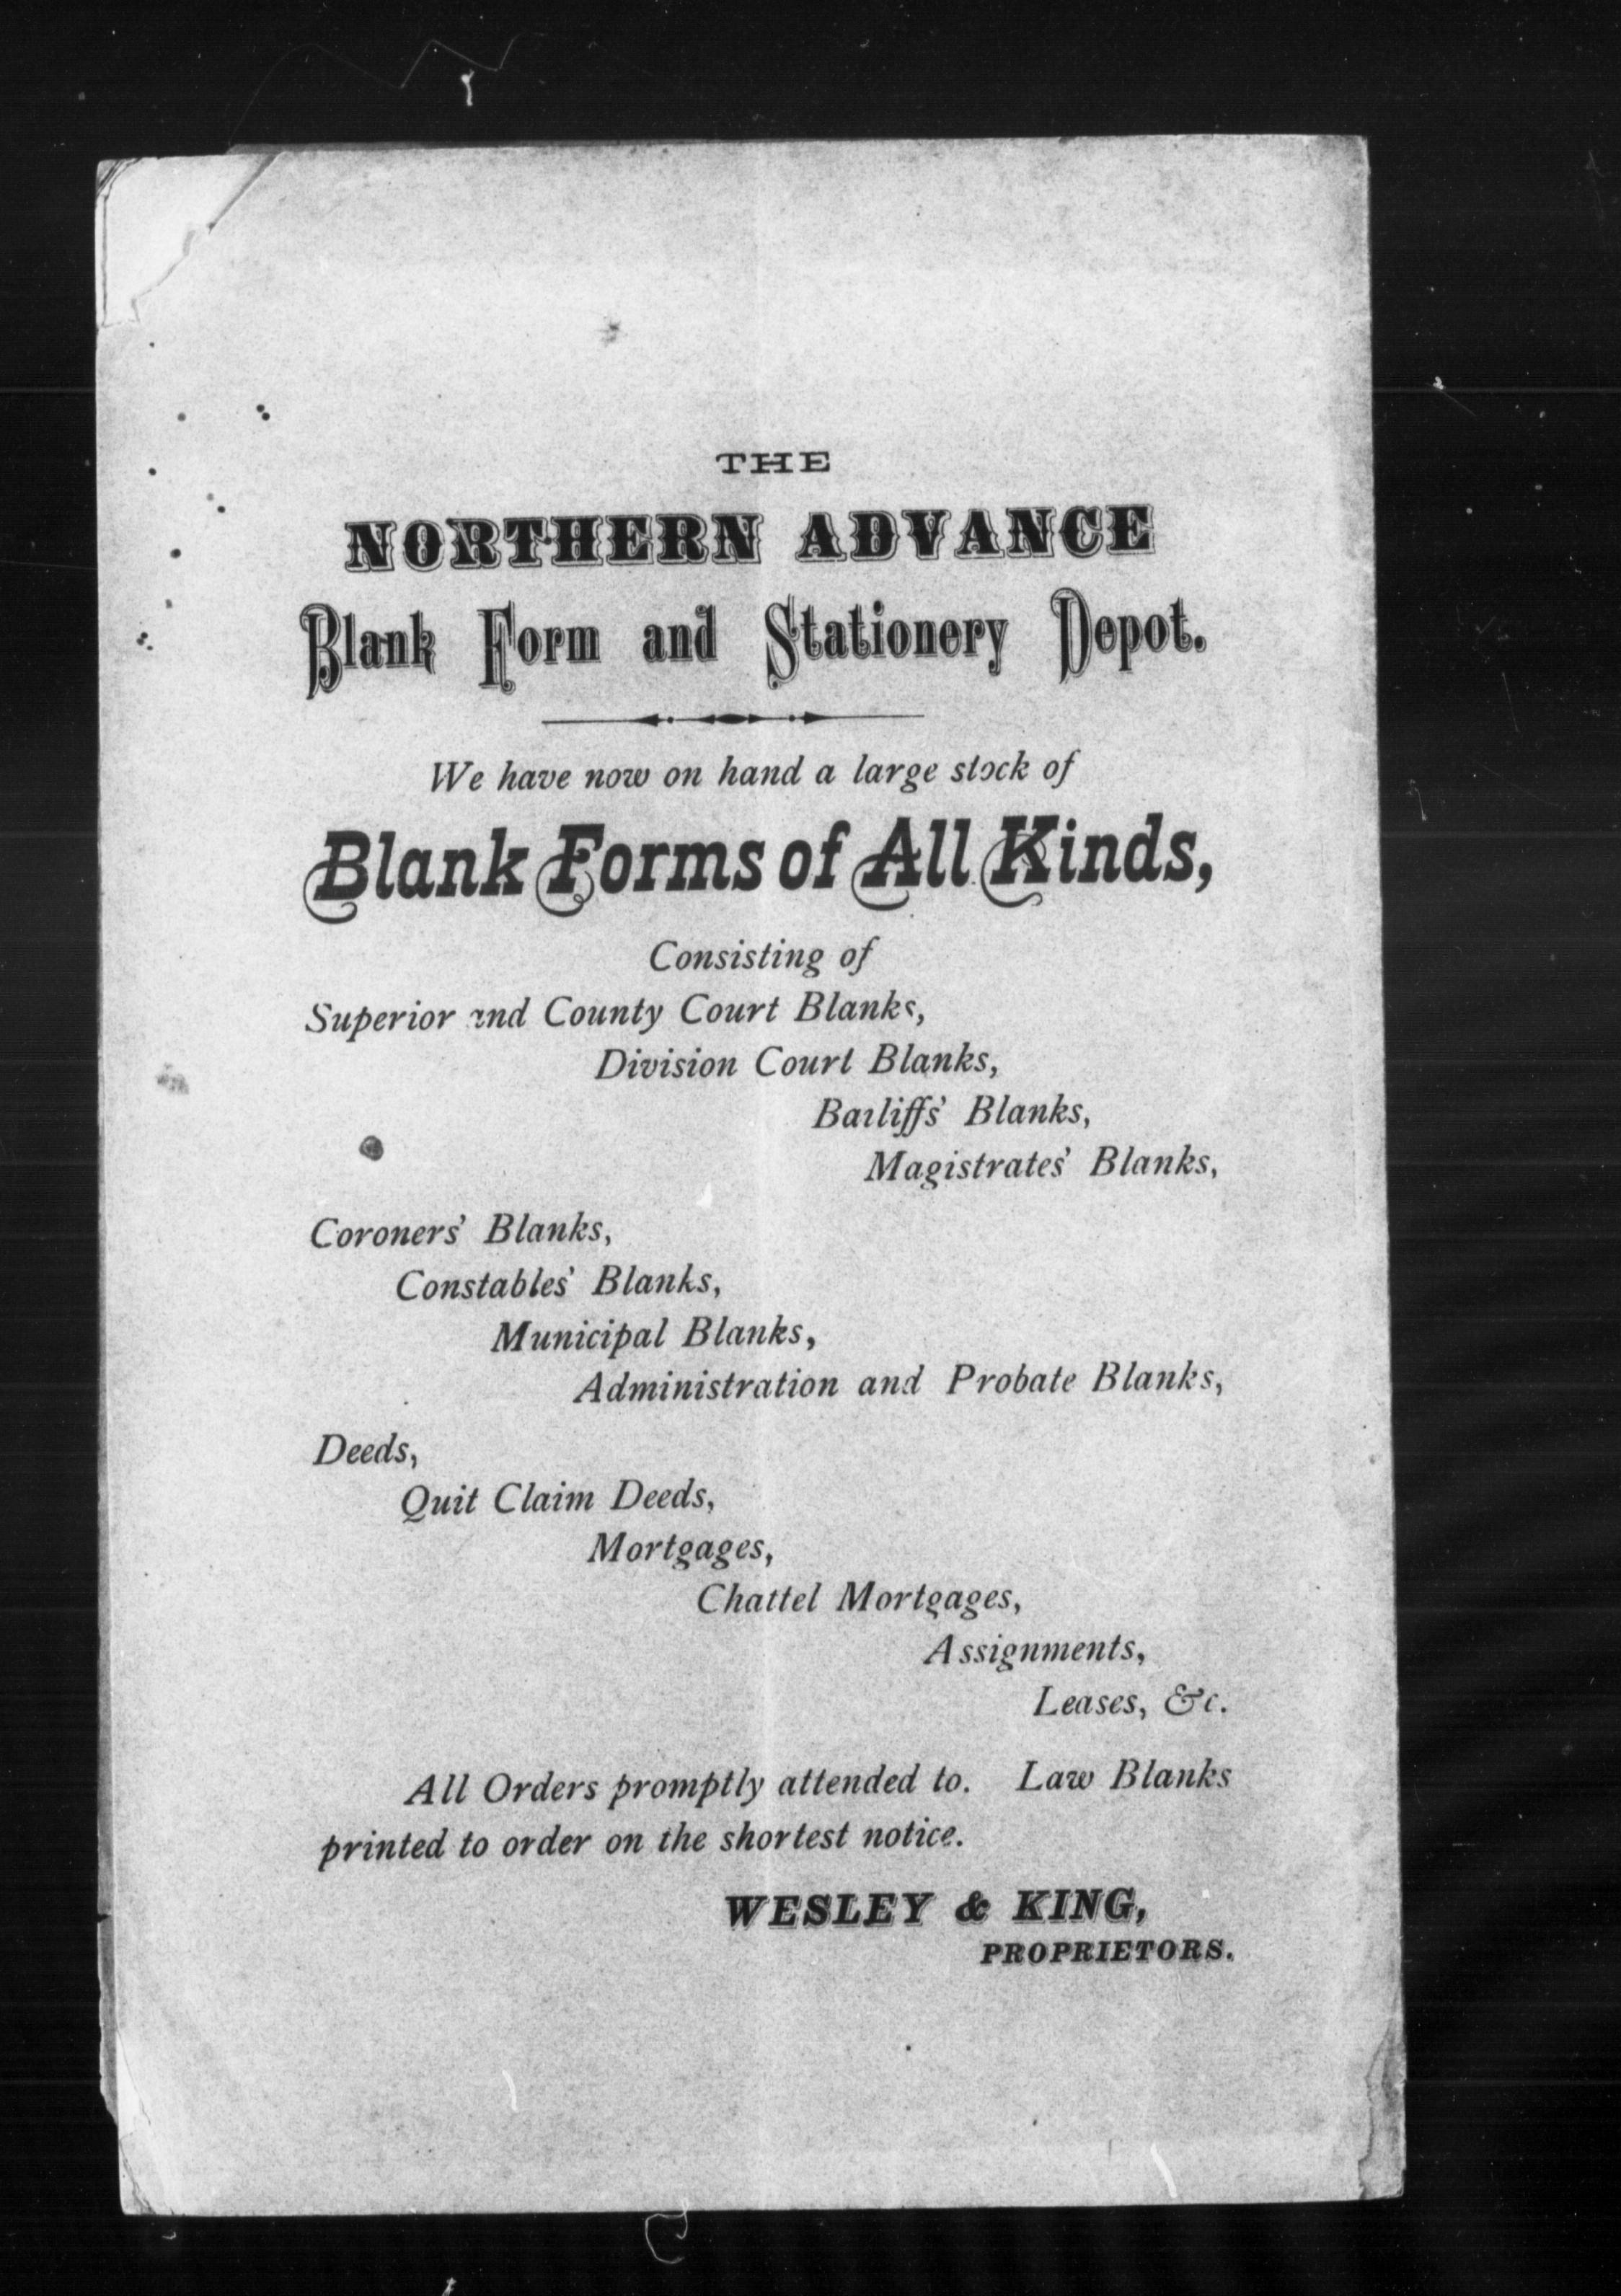 THE
NORTHERN ADVANCE
Blank Form and Stationery Depot.
We have now on hand a large stock of
Blank Forms of All Kinds,
Consisting of
Superior and County Court Blanks,
Division Court Blanks,
Bailiffs' Blanks,
Magistrates' Blanks,
Coroners' Blanks,
Constables' Blanks,
Municipal Blanks,
Administration and Probate Blanks,
Deeds,
Quit Claim Deeds,
Mortgages,
Chattel Mortgages,
Assignments,
Leases, &c.
All Orders promptly attended to. Law Blanks
printed to order on the shortest notice.
WESLEY & KING,
PROPRIETORS.